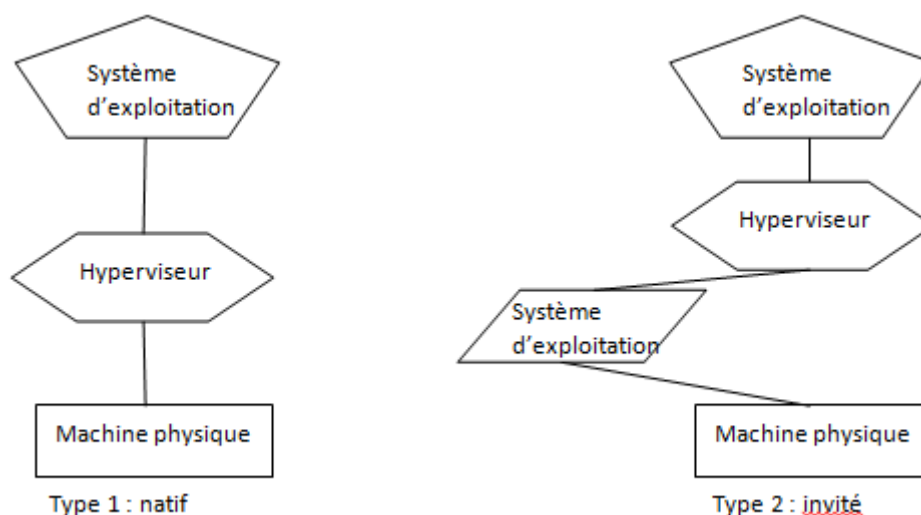 Système
d'exploitation
Hyperviseur
Machine physique
Type 1 : natif
Système
d'exploitation
Hyperviseur
Système
d'exploitation
Machine physique
Type 2 : invité